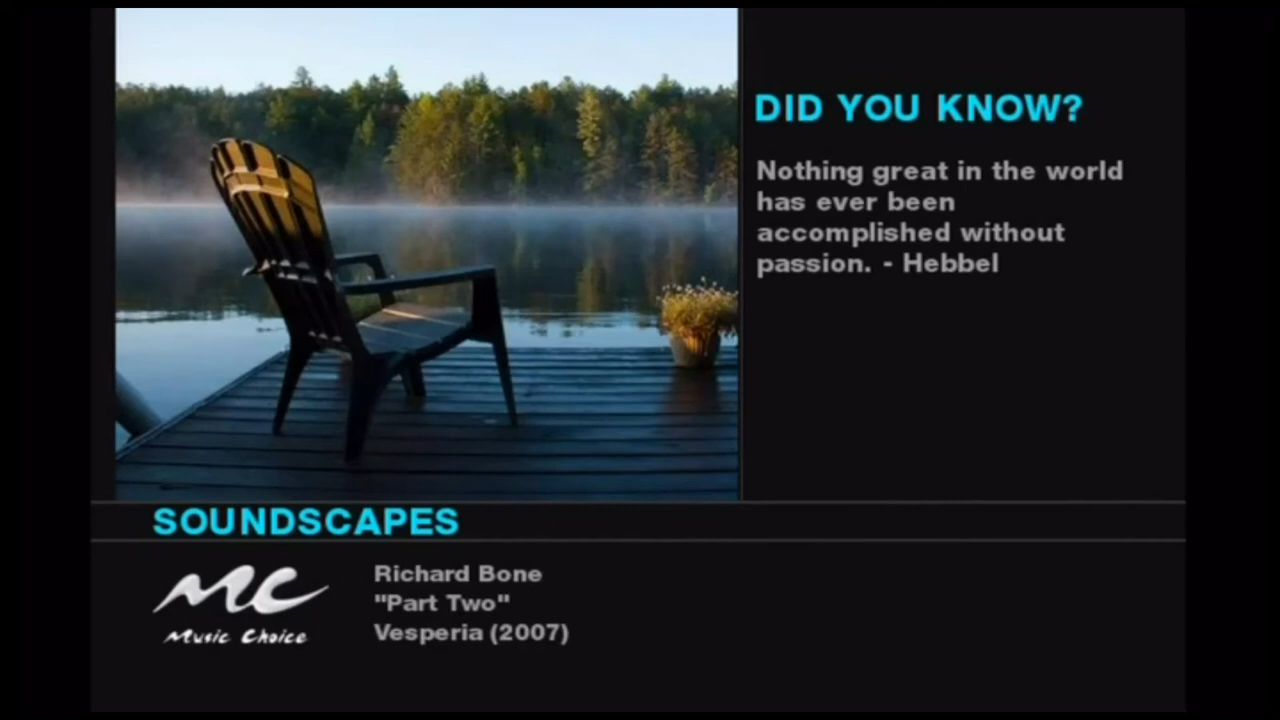 DID YOU KNOW?
Nothing great in the world
has ever been
accomplished without
passion. - Hebbel
SOUNDSCAPES
MC
Music Choice
Richard Bone
"Part Two"
Vesperia (2007)